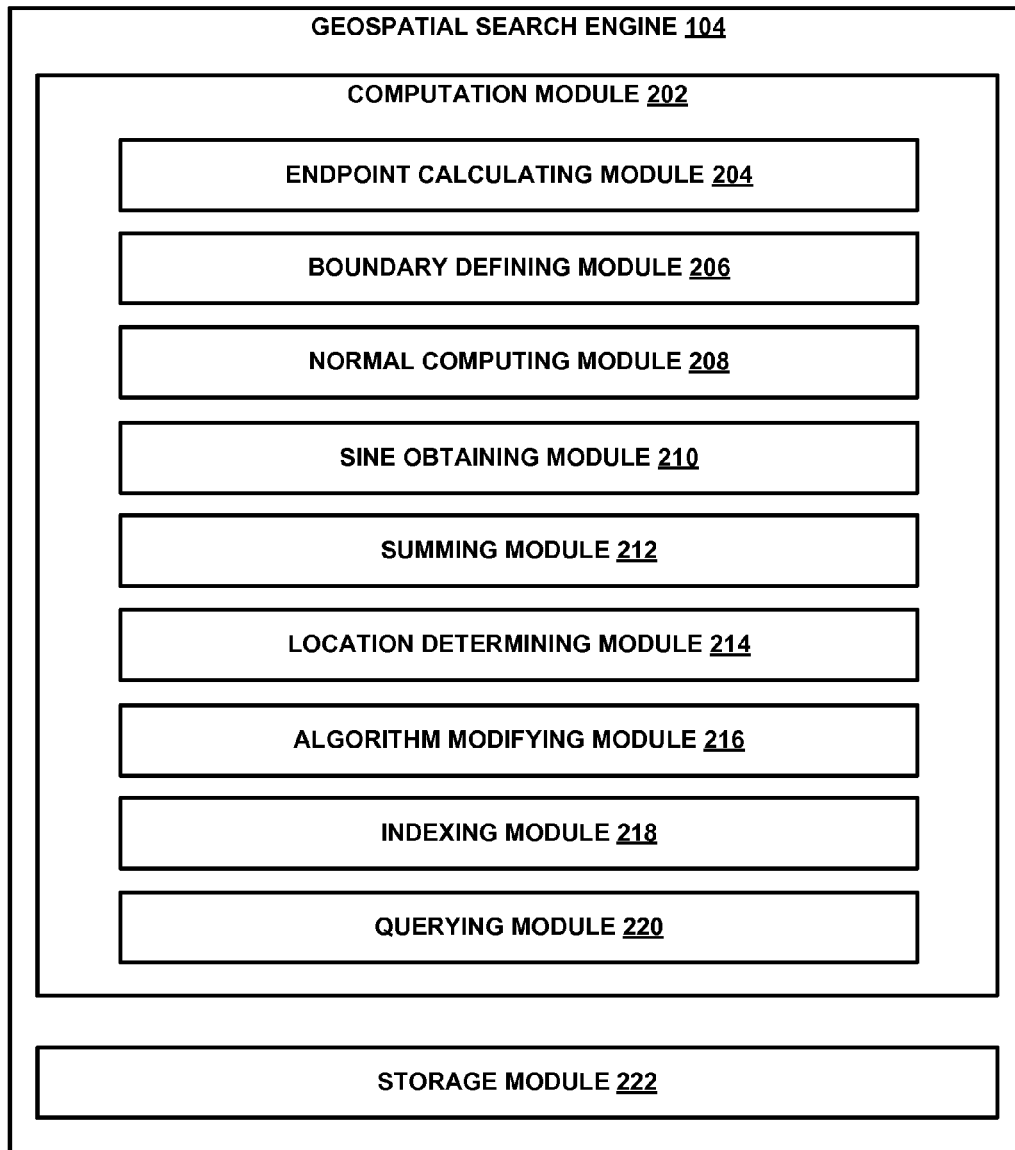 GEOSPATIAL SEARCH ENGINE 104
COMPUTATION MODULE 202
ENDPOINT CALCULATING MODULE 204
BOUNDARY DEFINING MODULE 206
NORMAL COMPUTING MODULE 208
SINE OBTAINING MODULE 210
SUMMING MODULE 212
LOCATION DETERMINING MODULE 214
ALGORITHM MODIFYING MODULE 216
INDEXING MODULE 218
QUERYING MODULE 220
STORAGE MODULE 222